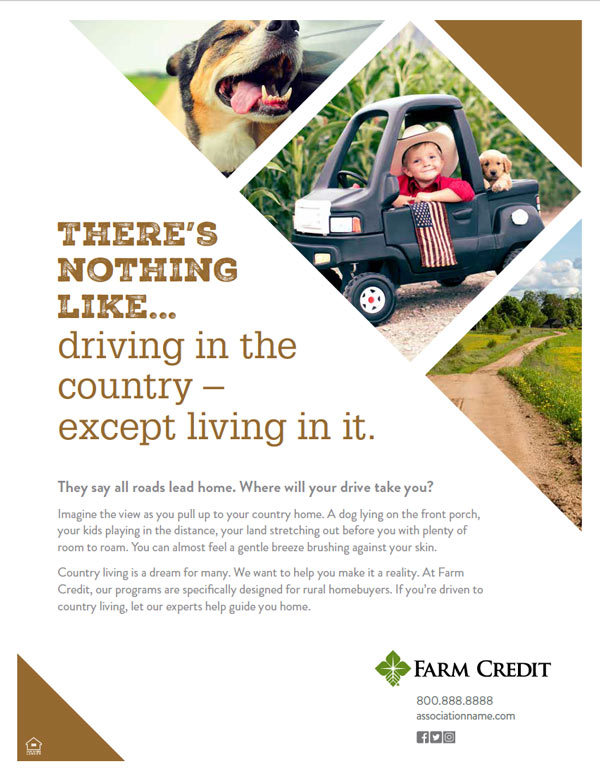 THERE'S
NOTHING
LIKE...
driving in the
country –
except living in it.
They say all roads lead home. Where will your drive take you?
Imagine the view as you pull up to your country home. A dog lying on the front porch,
your kids playing in the distance, your land stretching out before you with plenty of
room to roam. You can almost feel a gentle breeze brushing against your skin.
Country living is a dream for many. We want to help you make it a reality. At Farm
Credit, our programs are specifically designed for rural homebuyers. If you're driven to
country living, let our experts help guide you home.
FARM CREDIT
800.888.8888
associationname.com